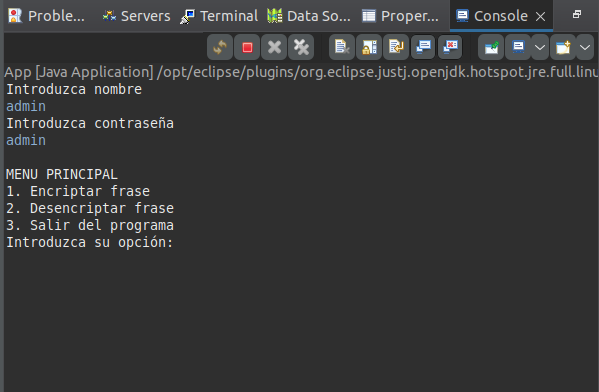 Proble... Servers Terminal Data So... Proper... Console
App [Java Application] /opt/eclipse/plugins/org.eclipse.justj.openjdk.hotspot.jre.full.linu
Introduzca nombre
admin
Introduzca contraseña
admin
MENU PRINCIPAL
1. Encriptar frase
2. Desencriptar frase
3. Salir del programa
Introduzca su opción: